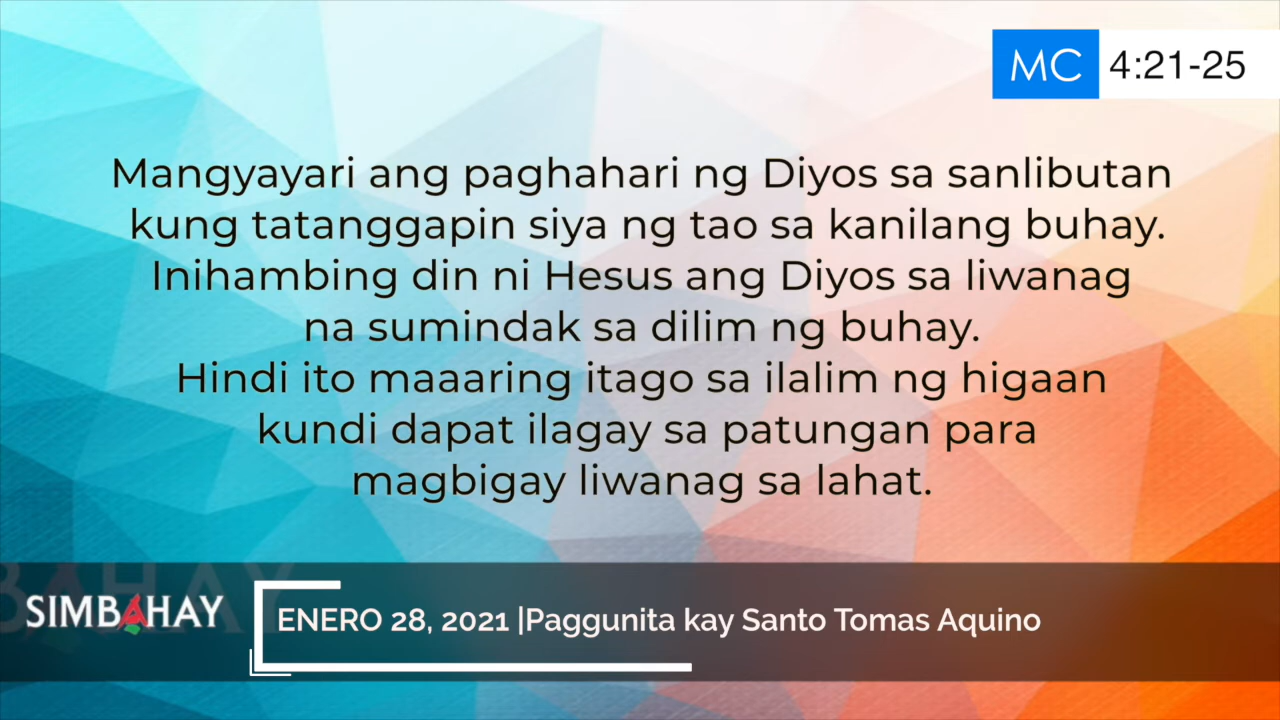 MC 4:21-25
Mangyayari ang paghahari ng Diyos sa sanlibutan
kung tatanggapin siya ng tao sa kanilang buhay.
Inihambing din ni Hesus ang Diyos sa liwanag
na sumindak sa dilim ng buhay.
Hindi ito maaaring itago sa ilalim ng higaan
kundi dapat ilagay sa patungan para
magbigay liwanag sa lahat.
SIMBAHAY
ENERO 28, 2021 |Paggunita kay Santo Tomas Aquino